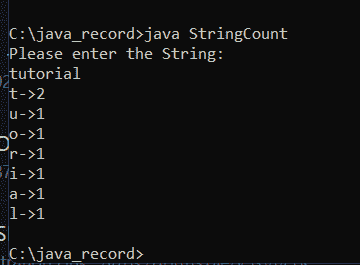 C:\java_record>java StringCount
Please enter the String:
tutorial
t->2
u->1
o->1
r->1
i->1
a->1
l->1
C:\java_record>